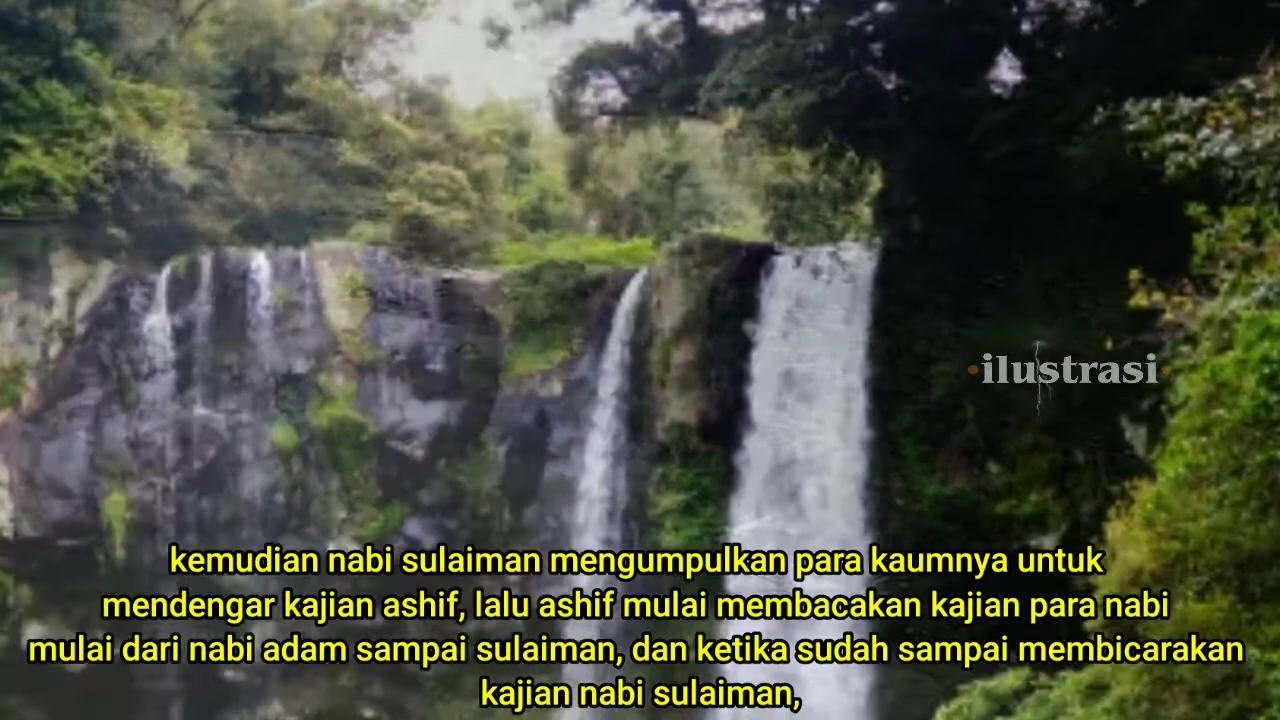 •ilustrasi•
kemudian nabi sulaiman mengumpulkan para kaumnya untuk
mendengar kajian ashif, lalu ashif mulai membacakan kajian para nabi
mulai dari nabi adam sampai sulaiman, dan ketika sudah sampai membicarakan
kajian nabi sulaiman,